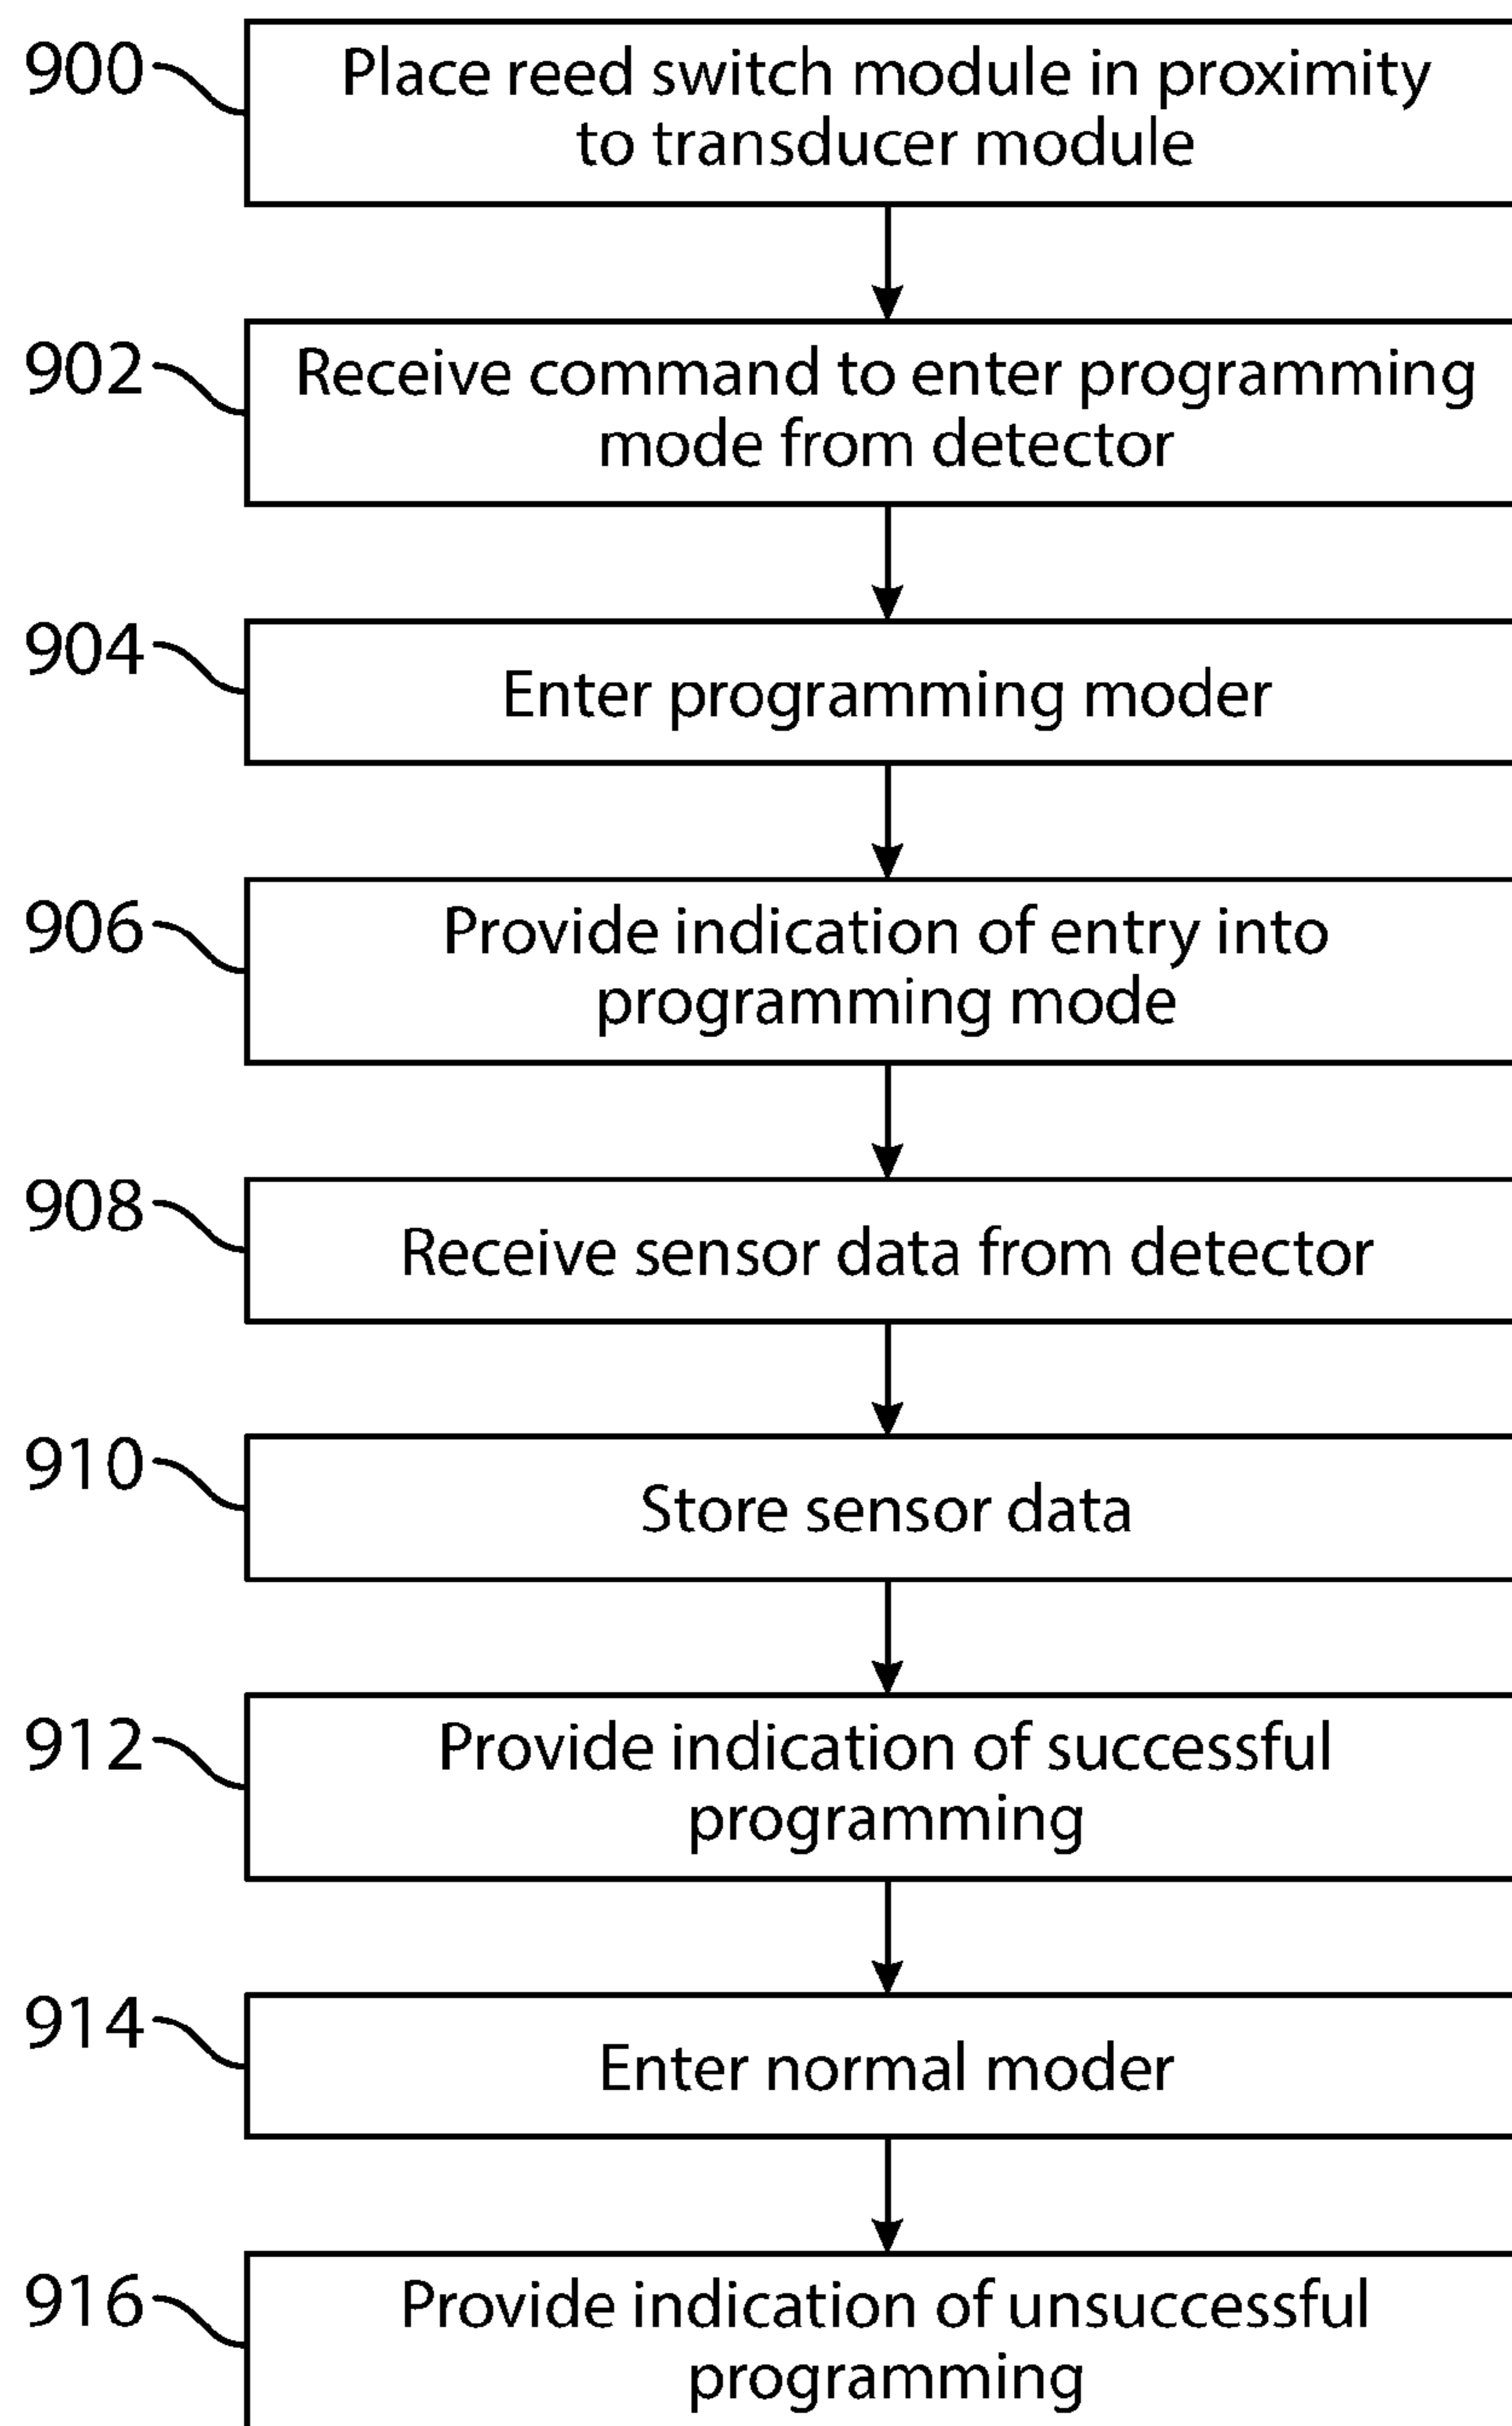 900
Place reed switch module in proximity
to transducer module
902
Receive command to enter programming
mode from detector
904
Enter programming moder
906
Provide indication of entry into
programming mode
908
Receive sensor data from detector
910
Store sensor data
912
Provide indication of successful
programming
914
Enter normal moder
916
Provide indication of unsuccessful
programming